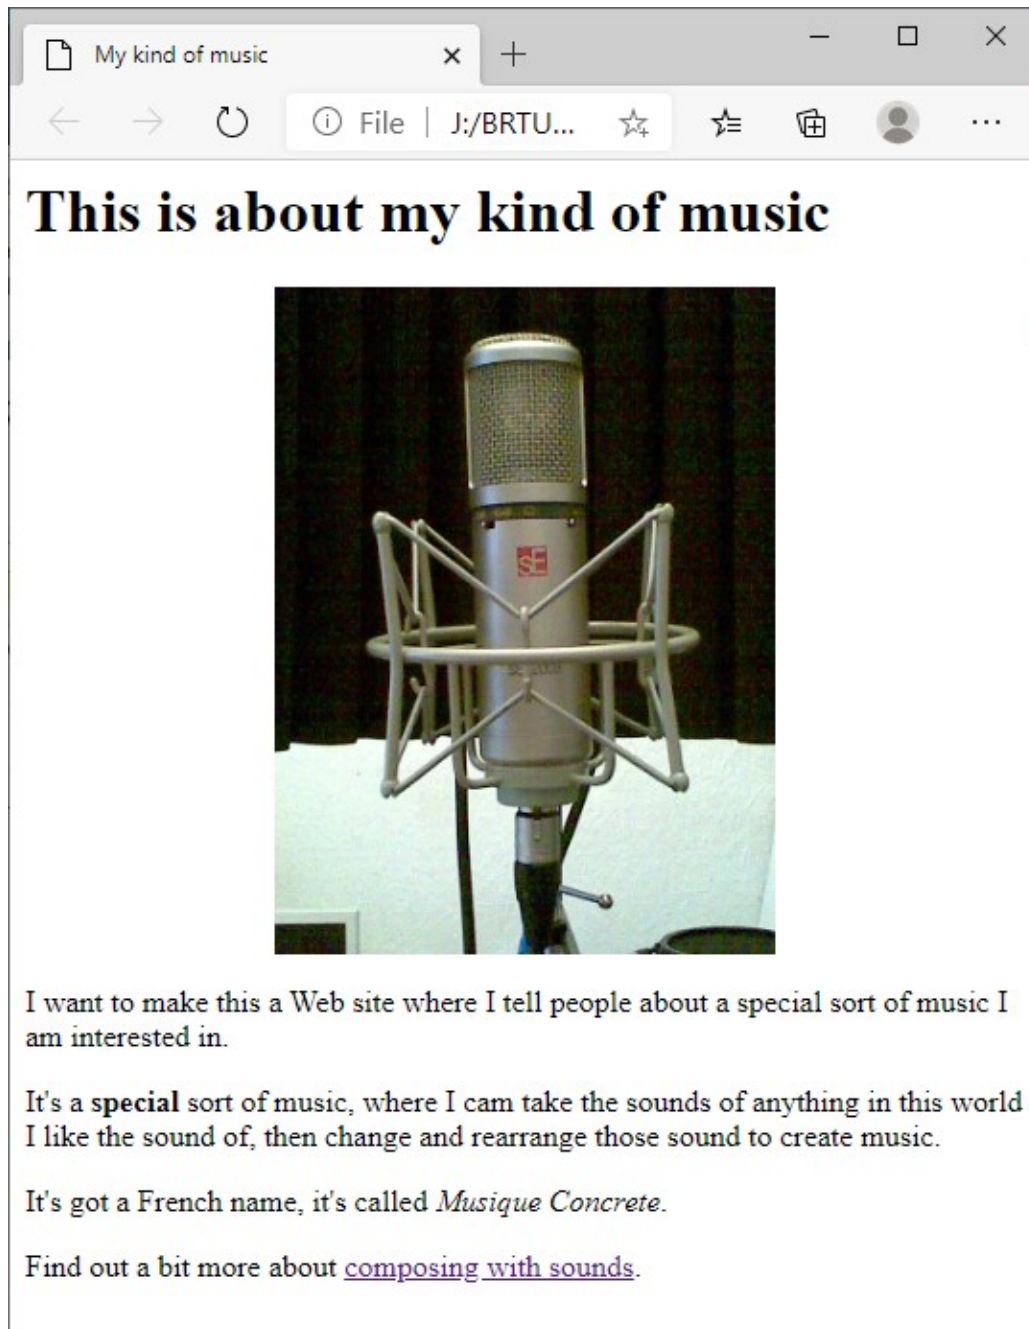 My kind of music
File | J:/BRTU...
This is about my kind of music
sE
I want to make this a Web site where I tell people about a special sort of music I
am interested in.
It's a special sort of music, where I cam take the sounds of anything in this world
I like the sound of, then change and rearrange those sound to create music.
It's got a French name, it's called Musique Concrete.
Find out a bit more about composing with sounds.